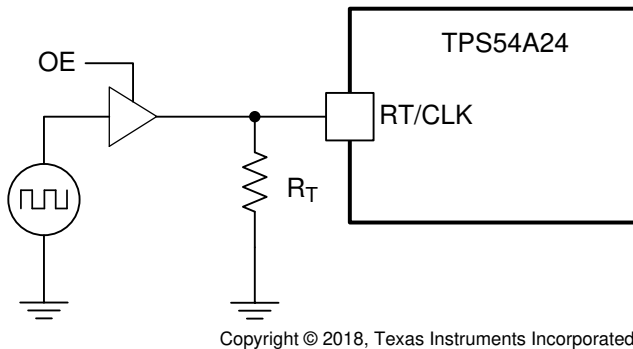 TPS54A24
OE
RT/CLK
RT
Copyright © 2018, Texas Instruments Incorporated